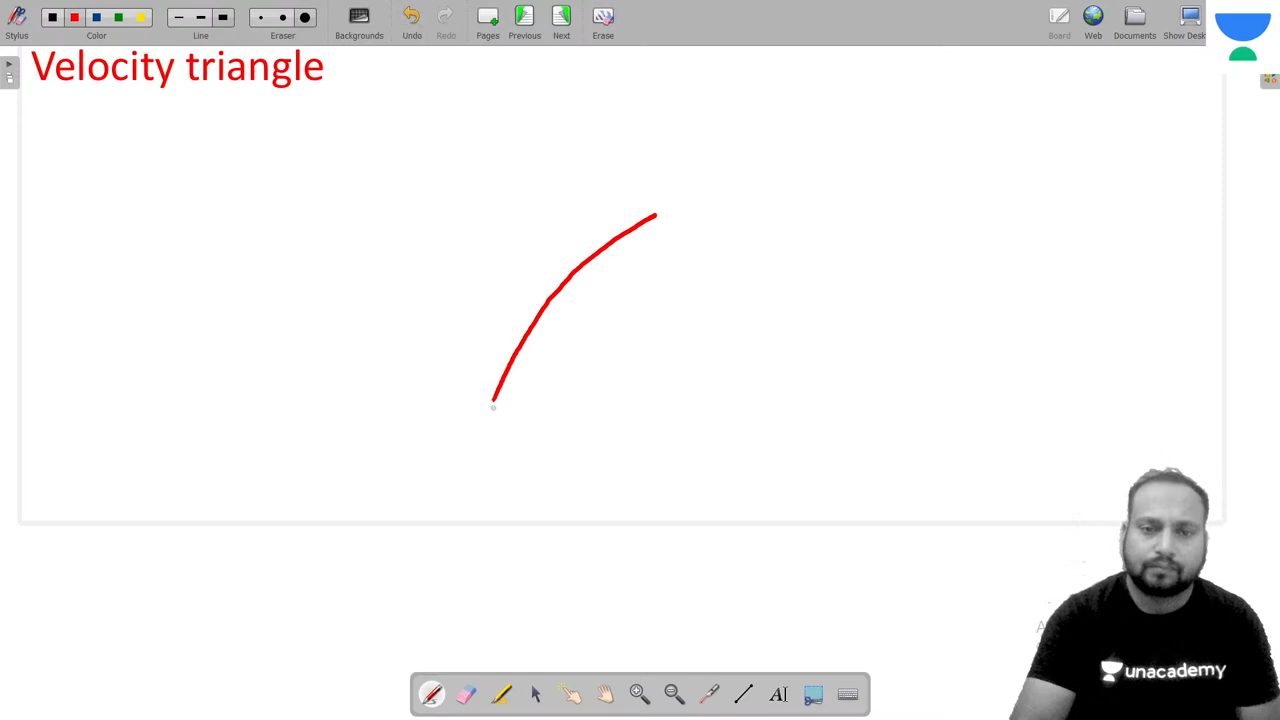 Stylus
Color
Line
Eraser
Backgrounds
Undo
Redo
Pages
Previous
Next
Erase
Board
Web
Documents
Show Desk
Velocity triangle
AI
unacademy